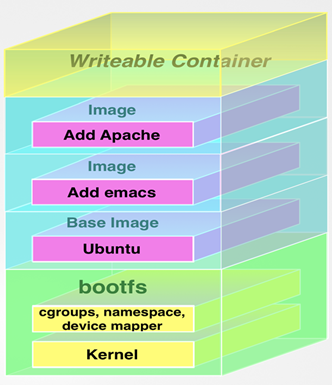 Writeable Container
Image
Add Apache
Image
Add emacs
Base Image
Ubuntu
bootfs
cgroups, namespace,
device mapper
Kernel